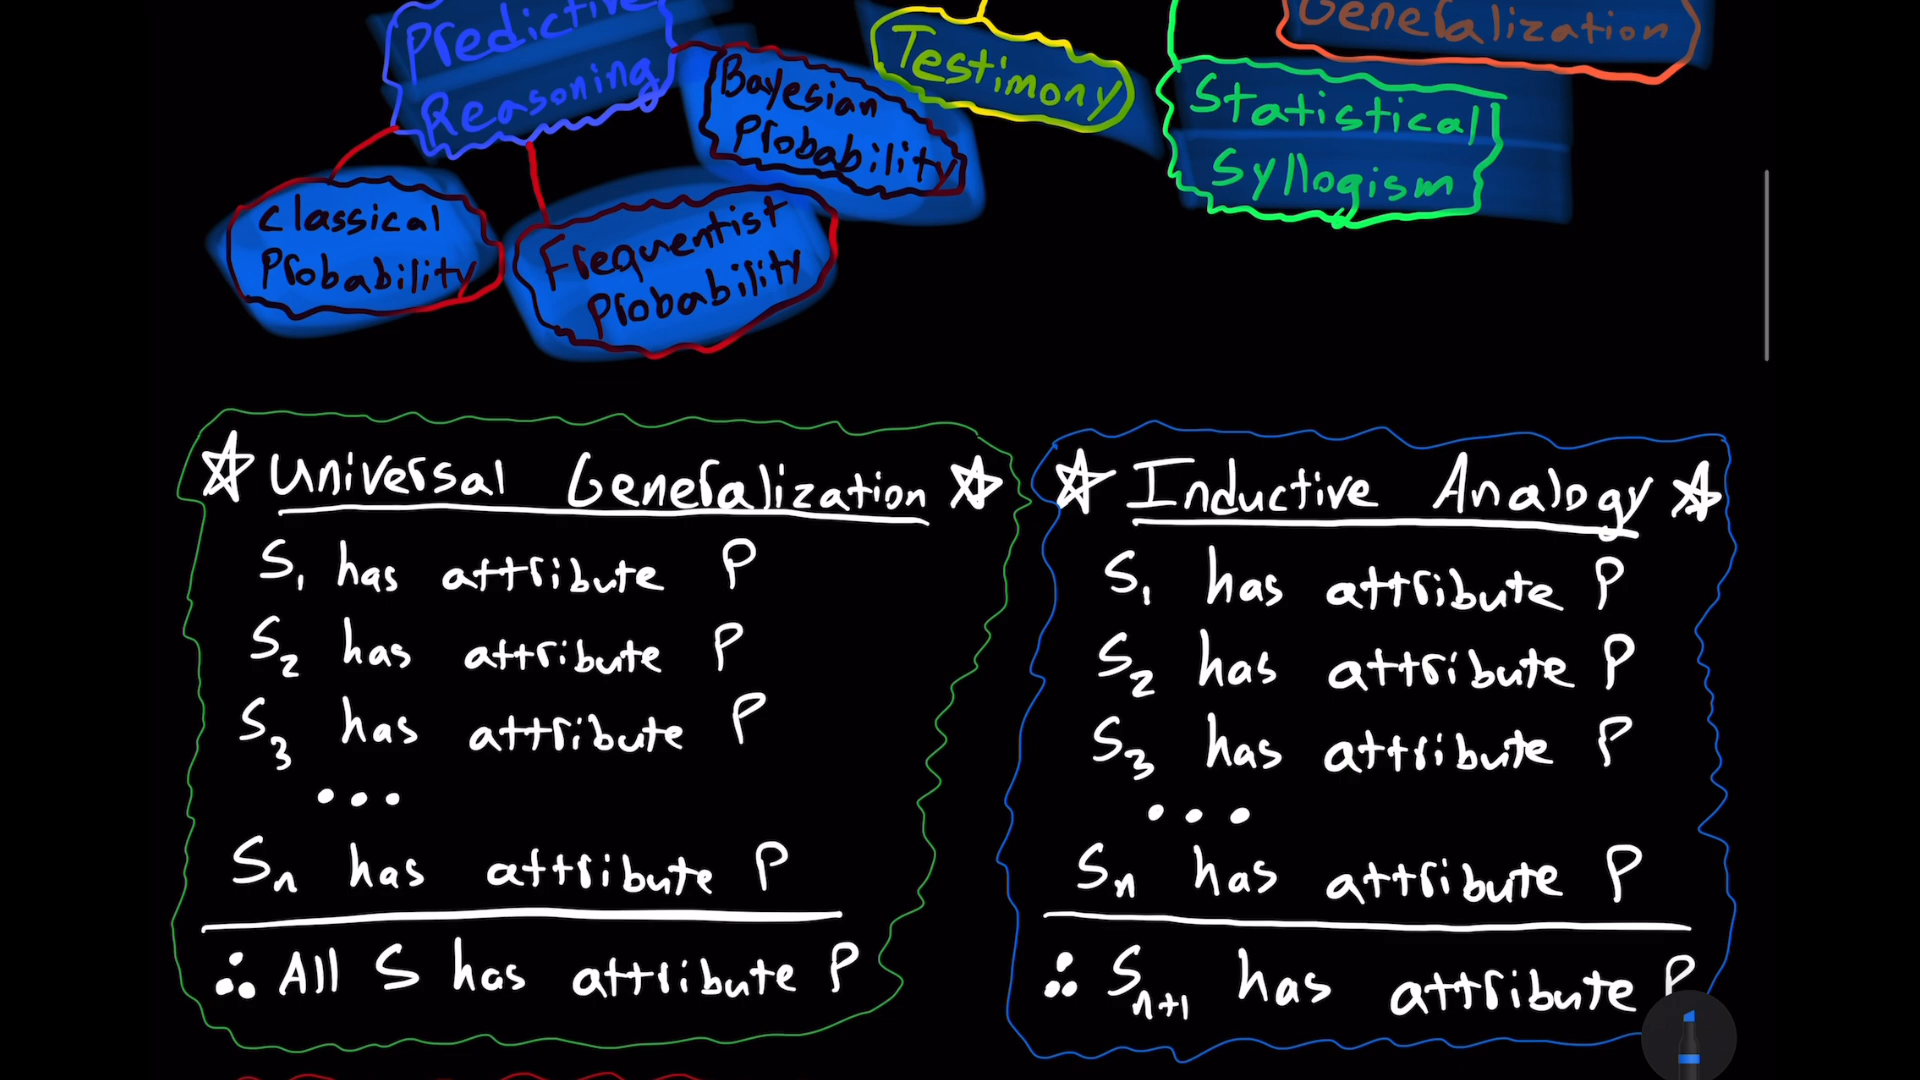 Predictive
Reasoning
Bayesian
Probability
Testimony
Generalization
Statistical
Syllogism
Classical
Probability
Frequentist
Probability
☆ Universal Generalization ☆
S₁ has attribute P
S₂ has attribute P
S₃ has attribute P
...
Sₙ has attribute P
∴ All S has attribute P
☆ Inductive Analogy ☆
S₁ has attribute P
S₂ has attribute P
S₃ has attribute P
...
Sₙ has attribute P
∴ Sₙ₊₁ has attribute P